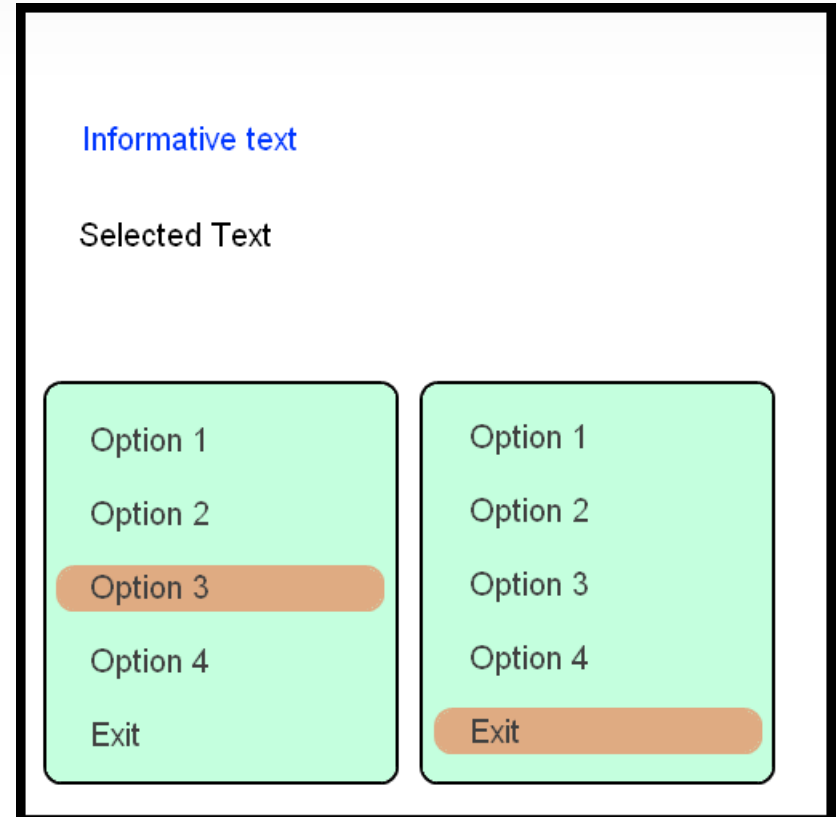 Informative text
Selected Text
Option 1
Option 2
Option 3
Option 4
Exit
Option 1
Option 2
Option 3
Option 4
Exit